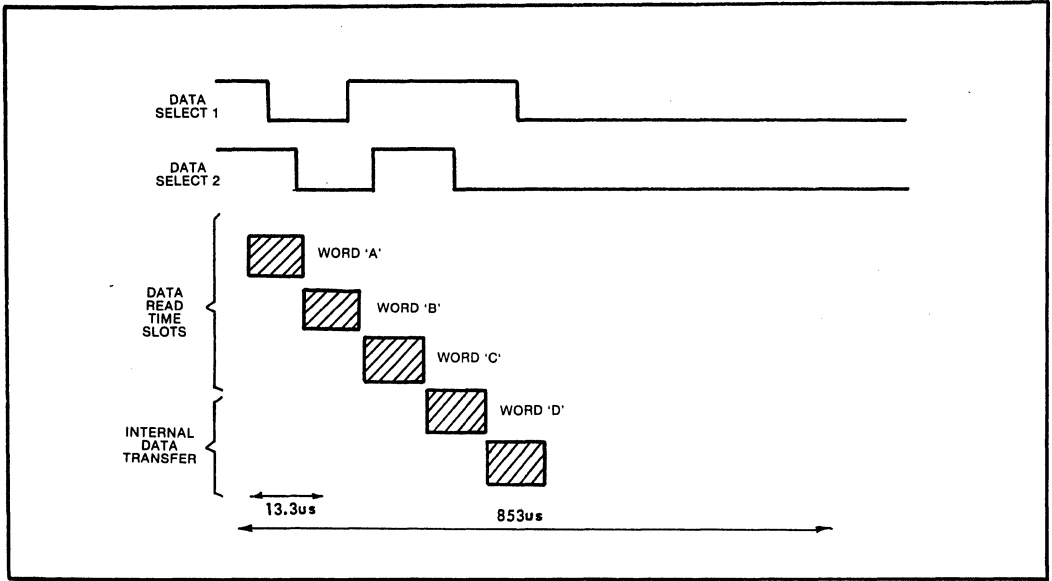 DATA
SELECT 1
DATA
SELECT 2
WORD 'A'
DATA
READ
TIME
SLOTS
WORD 'B'
WORD 'C'
WORD 'D'
INTERNAL
DATA
TRANSFER
13.3us
853us